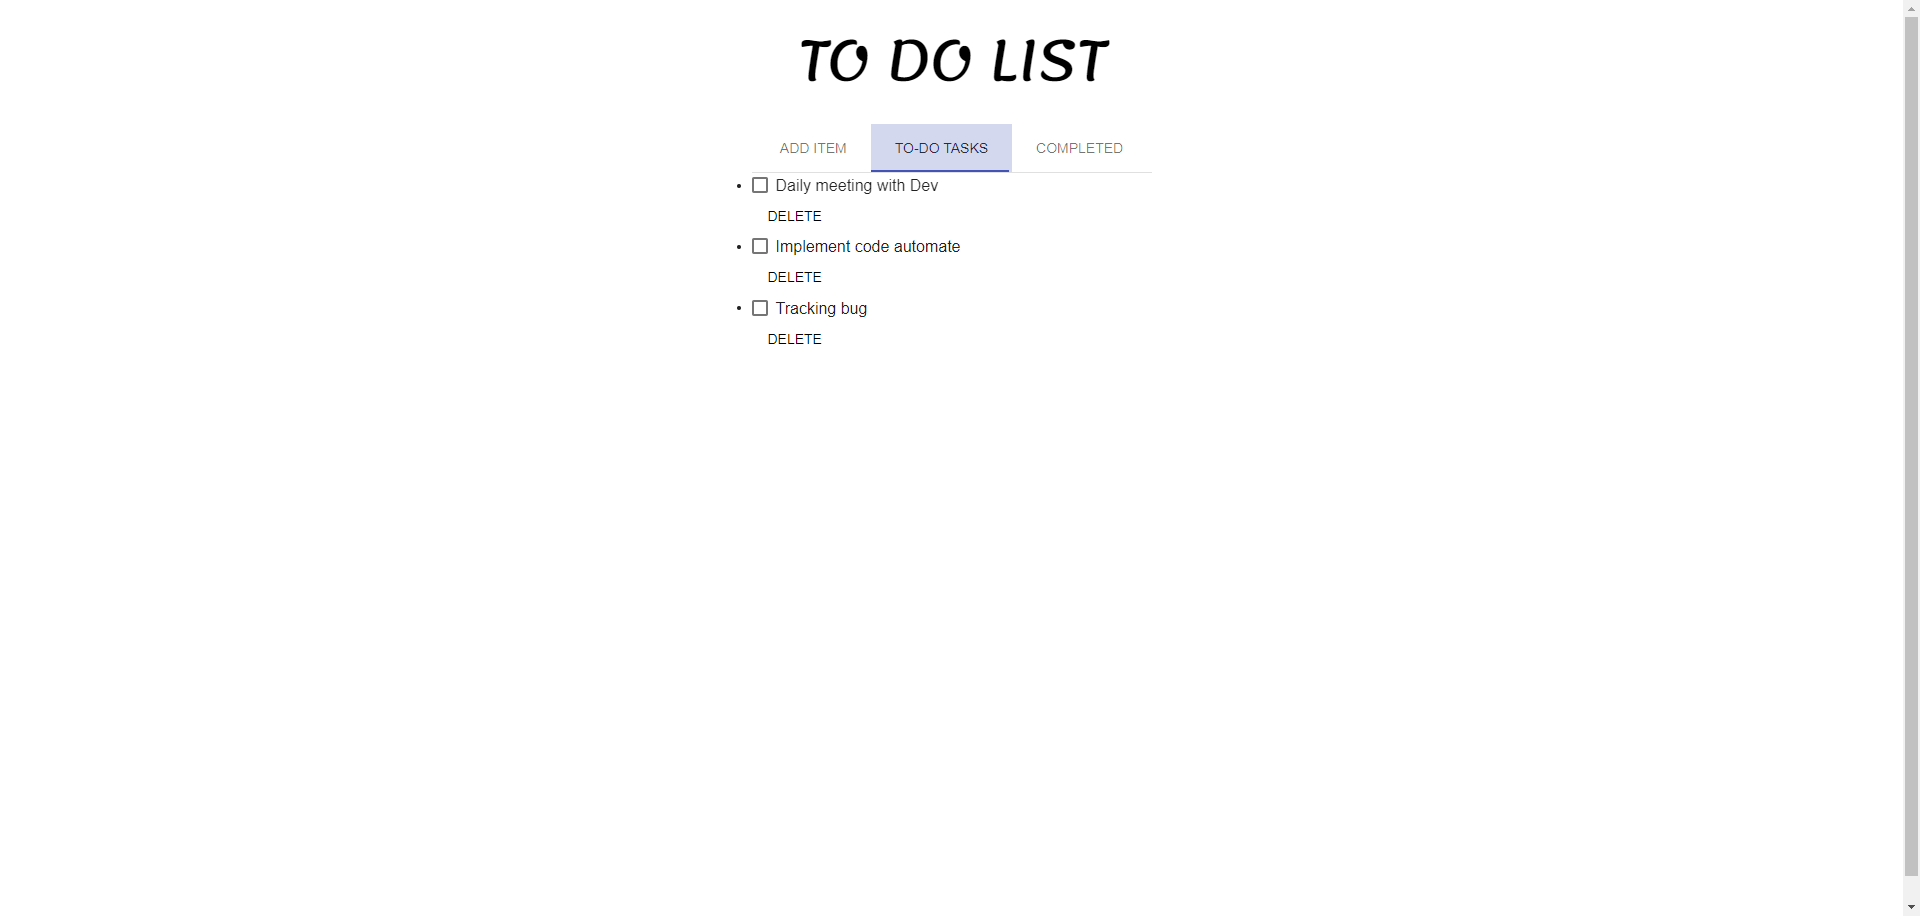 TO DO LIST
ADD ITEM TO-DO TASKS COMPLETED
Daily meeting with Dev
DELETE
Implement code automate
DELETE
Tracking bug
DELETE